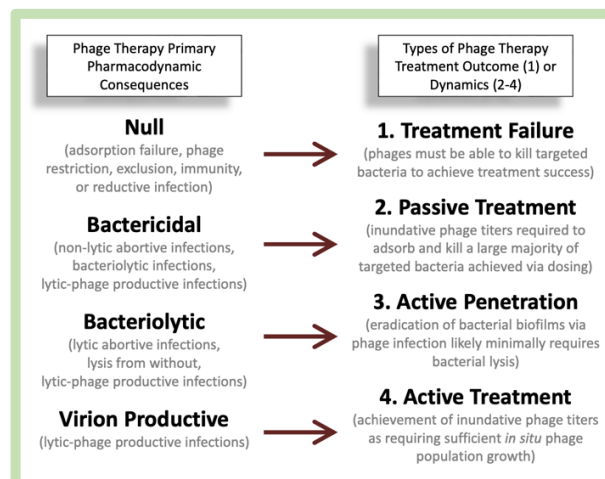 Phage Therapy Primary
Pharmacodynamic
Consequences
Types of Phage Therapy
Treatment Outcome (1) or
Dynamics (2-4)
Null
(adsorption failure, phage
restriction, exclusion, immunity,
or reductive infection)
1. Treatment Failure
(phages must be able to kill targeted
bacteria to achieve treatment success)
Bactericidal
(non-lytic abortive infections,
bacteriolytic infections,
lytic-phage productive infections)
2. Passive Treatment
(inundative phage titers required to
adsorb and kill a large majority of
targeted bacteria achieved via dosing)
Bacteriolytic
(lytic abortive infections,
lysis from without,
lytic-phage productive infections)
3. Active Penetration
(eradication of bacterial biofilms via
phage infection likely minimally requires
bacterial lysis)
Virion Productive
(lytic-phage productive infections)
4. Active Treatment
(achievement of inundative phage titers
as requiring sufficient in situ phage
population growth)